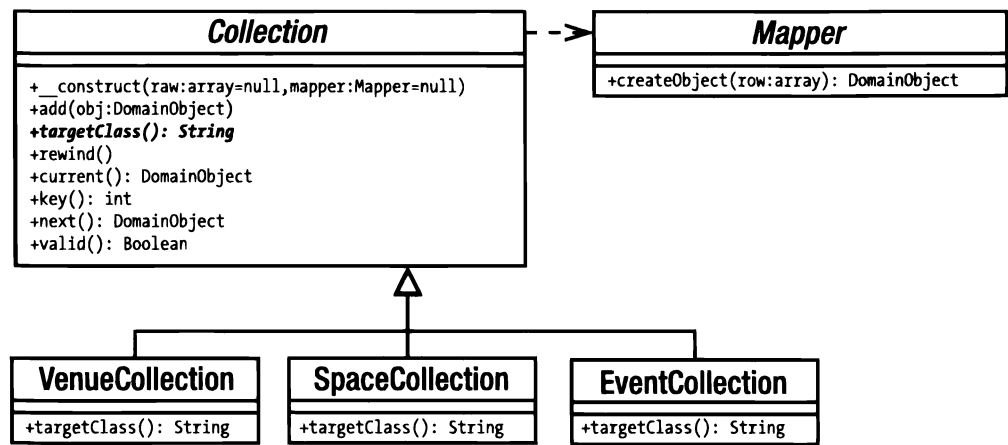 Collection
+__construct(raw:array=null,mapper:Mapper=null)
+add(obj:DomainObject)
+targetClass(): String
+rewind()
+current(): DomainObject
+key(): int
+next(): DomainObject
+valid(): Boolean
Mapper
+createObject(row:array): DomainObject
VenueCollection
+targetClass(): String
SpaceCollection
+targetClass(): String
EventCollection
+targetClass(): String